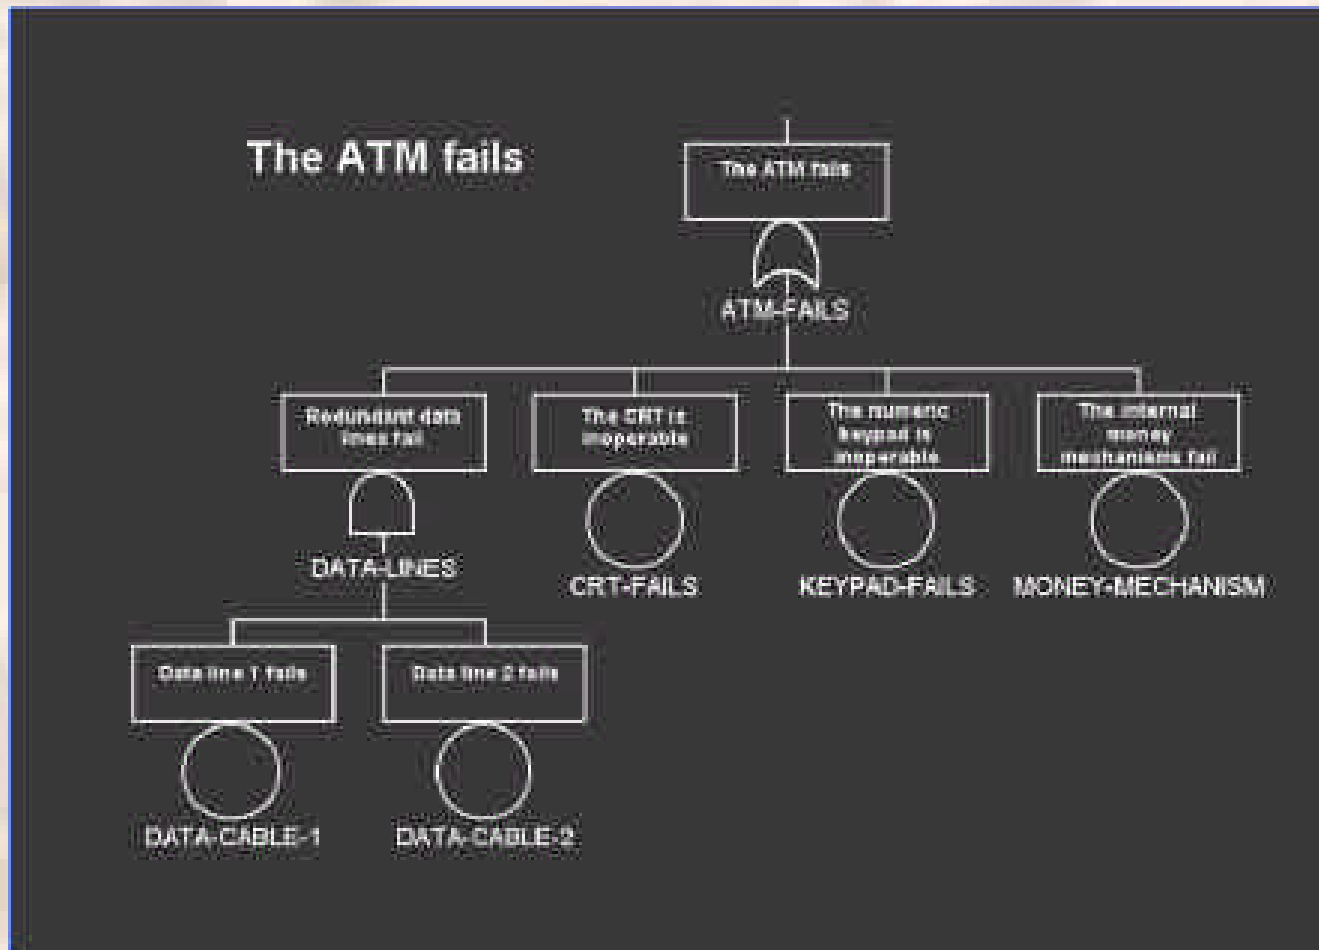 The ATM fails
The ATM fails
ATM-FAILS
Redundant data
lines fail
The CRT is
inoperable
The numeric
keypad is
inoperable
The internal
money
mechanisms fail
DATA-LINES
CRT-FAILS
KEYPAD-FAILS
MONEY-MECHANISM
Data line 1 fails
Data line 2 fails
DATA-CABLE-1
DATA-CABLE-2